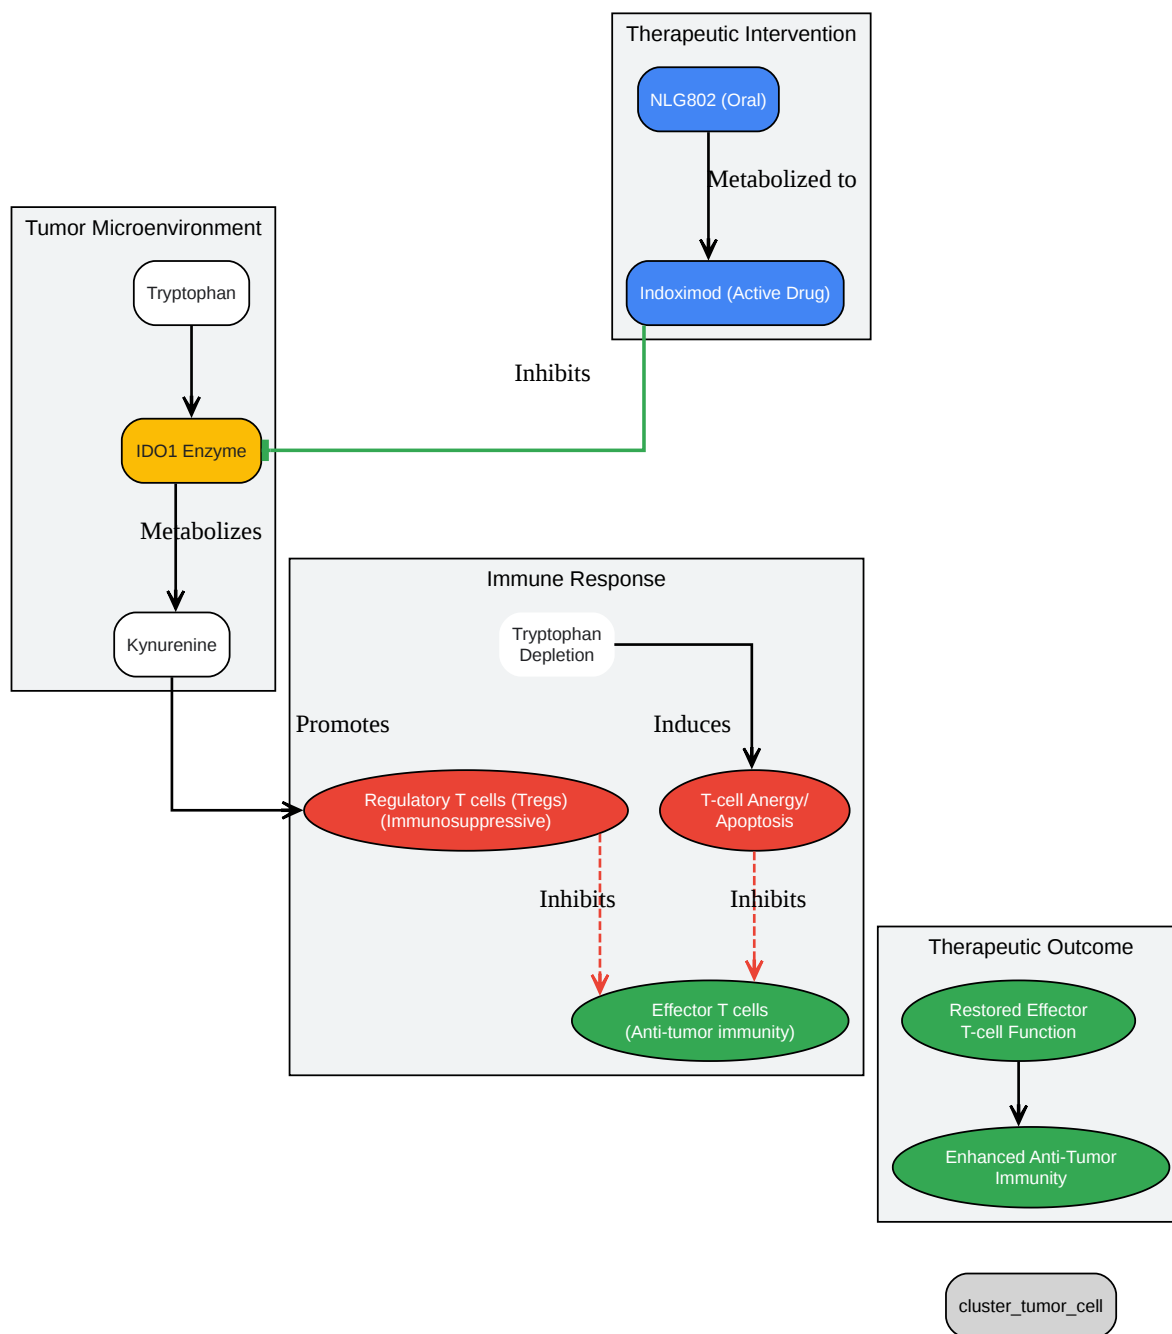 Therapeutic Intervention
NLG802 (Oral)
Metabolized to
Indoximod (Active Drug)
Tumor Microenvironment
Tryptophan
Inhibits
IDO1 Enzyme
Metabolizes
Kynurenine
Immune Response
Tryptophan
Depletion
Promotes
Induces
Regulatory T cells (Tregs)
(Immunosuppressive)
T-cell Anergy/
Apoptosis
Inhibits
Inhibits
Effector T cells
(Anti-tumor immunity)
Therapeutic Outcome
Restored Effector
T-cell Function
Enhanced Anti-Tumor
Immunity
cluster_tumor_cell